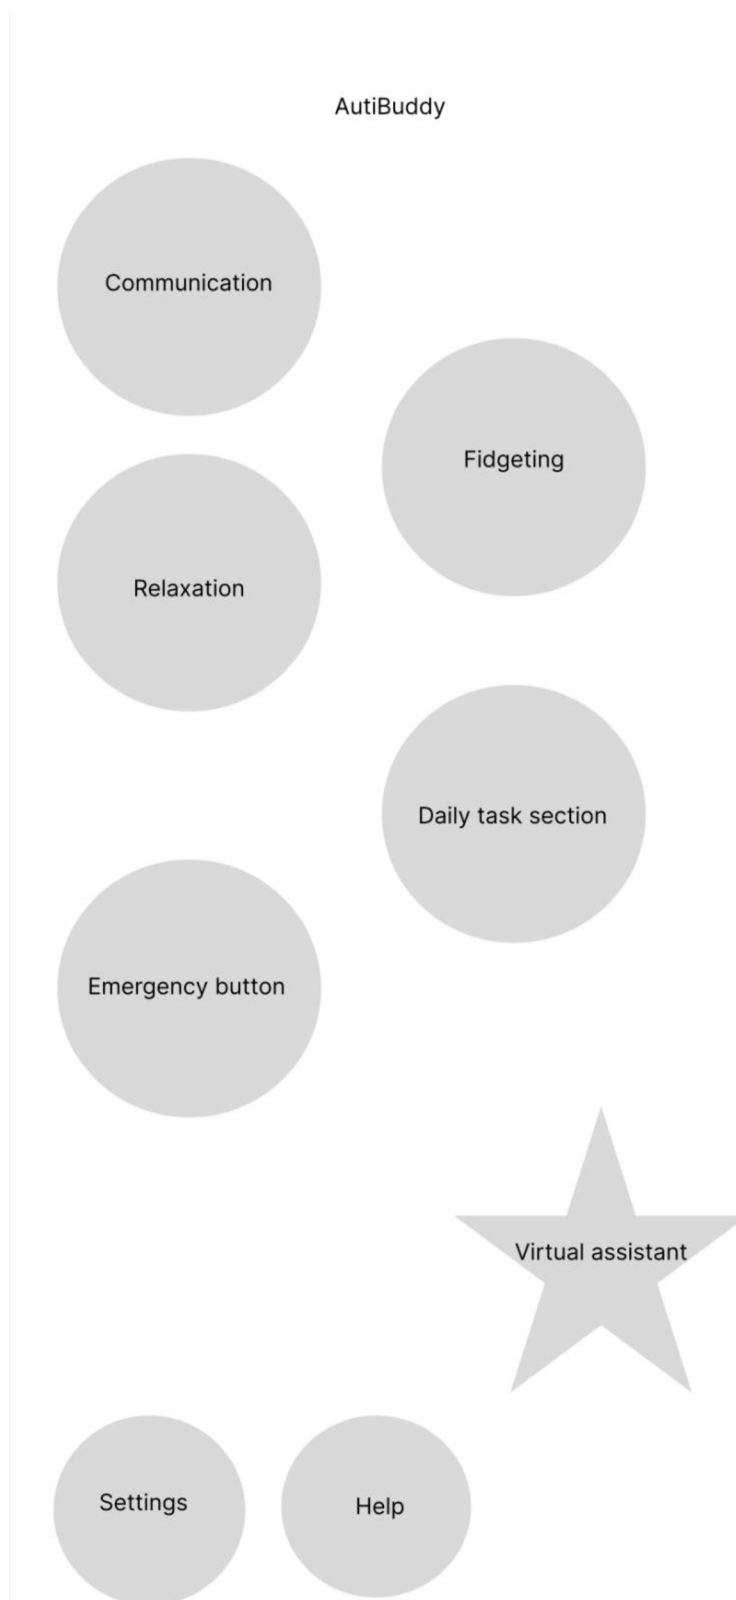 AutiBuddy
Communication
Fidgeting
Relaxation
Daily task section
Emergency button
Virtual assistant
Settings
Help